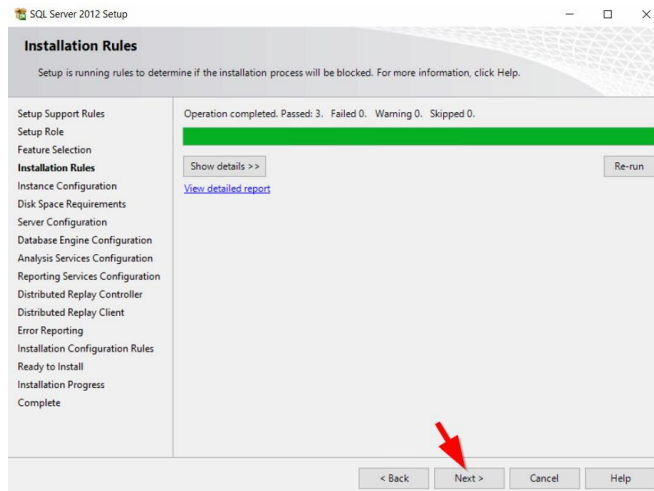 SQL Server 2012 Setup
Installation Rules
Setup is running rules to determine if the installation process will be blocked. For more information, click Help.
Setup Support Rules
Setup Role
Feature Selection
Installation Rules
Instance Configuration
Disk Space Requirements
Server Configuration
Database Engine Configuration
Analysis Services Configuration
Reporting Services Configuration
Distributed Replay Controller
Distributed Replay Client
Error Reporting
Installation Configuration Rules
Ready to Install
Installation Progress
Complete
Operation completed. Passed: 3. Failed 0. Warning 0. Skipped 0.
Show details >> Re-run
View detailed report
< Back Next > Cancel Help